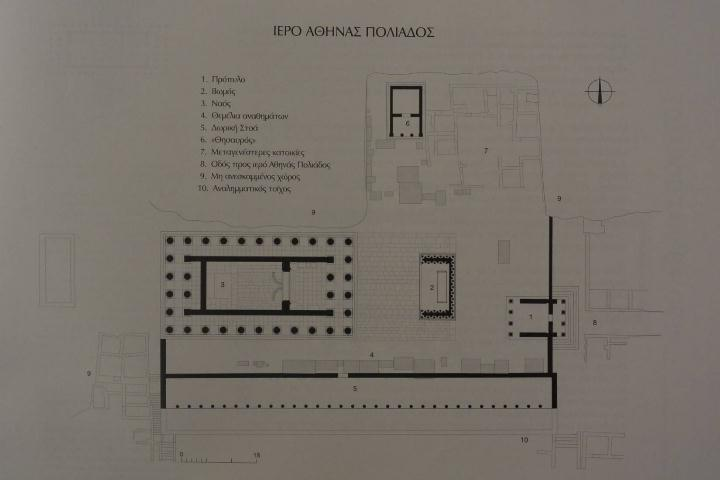 ΙΕΡΟ ΑΘΗΝΑΣ ΠΟΛΙΑΔΟΣ
1. Πρόπυλο
2. Βωμός
3. Ναός
4. Θεμέλια αναθημάτων
5. Δωρική Στοά
6. «Θησαυρός»
7. Μεταγενέστερες κατοικίες
8. Οδός προς ιερό Αθηνάς Πολιάδος
9. Μη ανεσκαμμένος χώρος
10. Αναλημματικός τοίχος
6
7
9
9
3
2
1
8
4
9
5
10
0
15